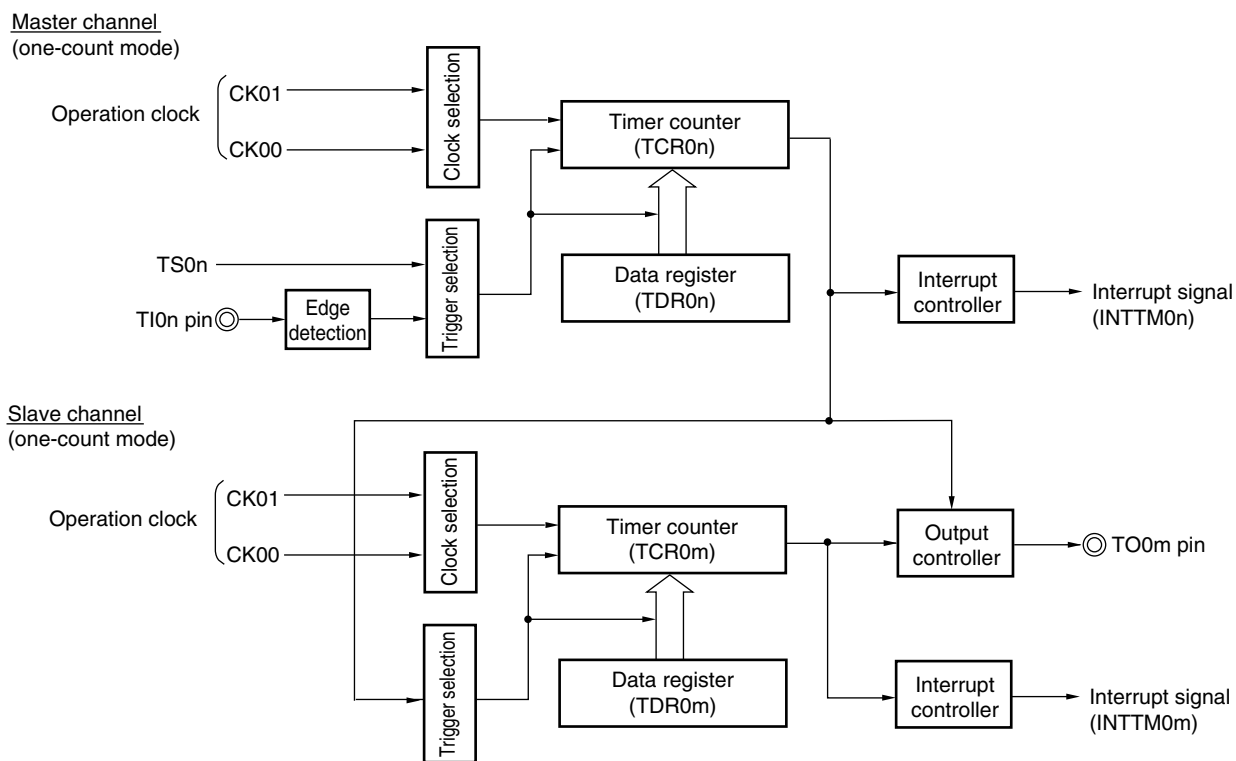 Master channel
(one-count mode)
Operation clock
CK01
CK00
Clock selection
Timer counter
(TCR0n)
TS0n
TI0n pin
Edge
detection
Trigger selection
Data register
(TDR0n)
Interrupt
controller
Interrupt signal
(INTTM0n)
Slave channel
(one-count mode)
Operation clock
CK01
CK00
Clock selection
Timer counter
(TCR0m)
Output
controller
TO0m pin
Trigger selection
Data register
(TDR0m)
Interrupt
controller
Interrupt signal
(INTTM0m)